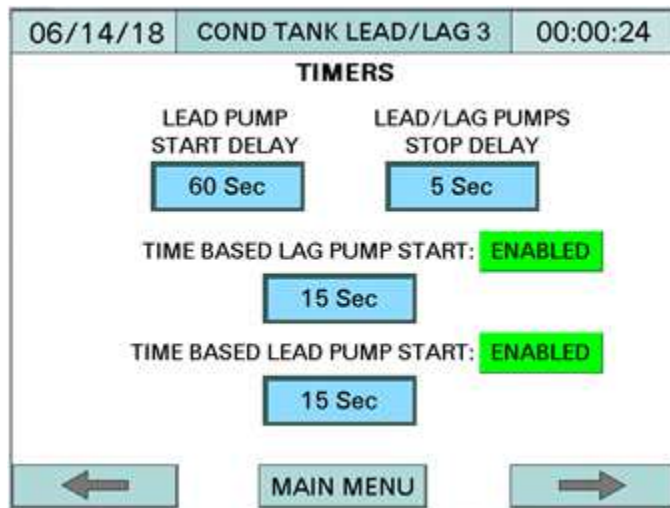 06/14/18 COND TANK LEAD/LAG 3 00:00:24
TIMERS
LEAD PUMP LEAD/LAG PUMPS
START DELAY STOP DELAY
60 Sec 5 Sec
TIME BASED LAG PUMP START: ENABLED
15 Sec
TIME BASED LEAD PUMP START: ENABLED
15 Sec
MAIN MENU